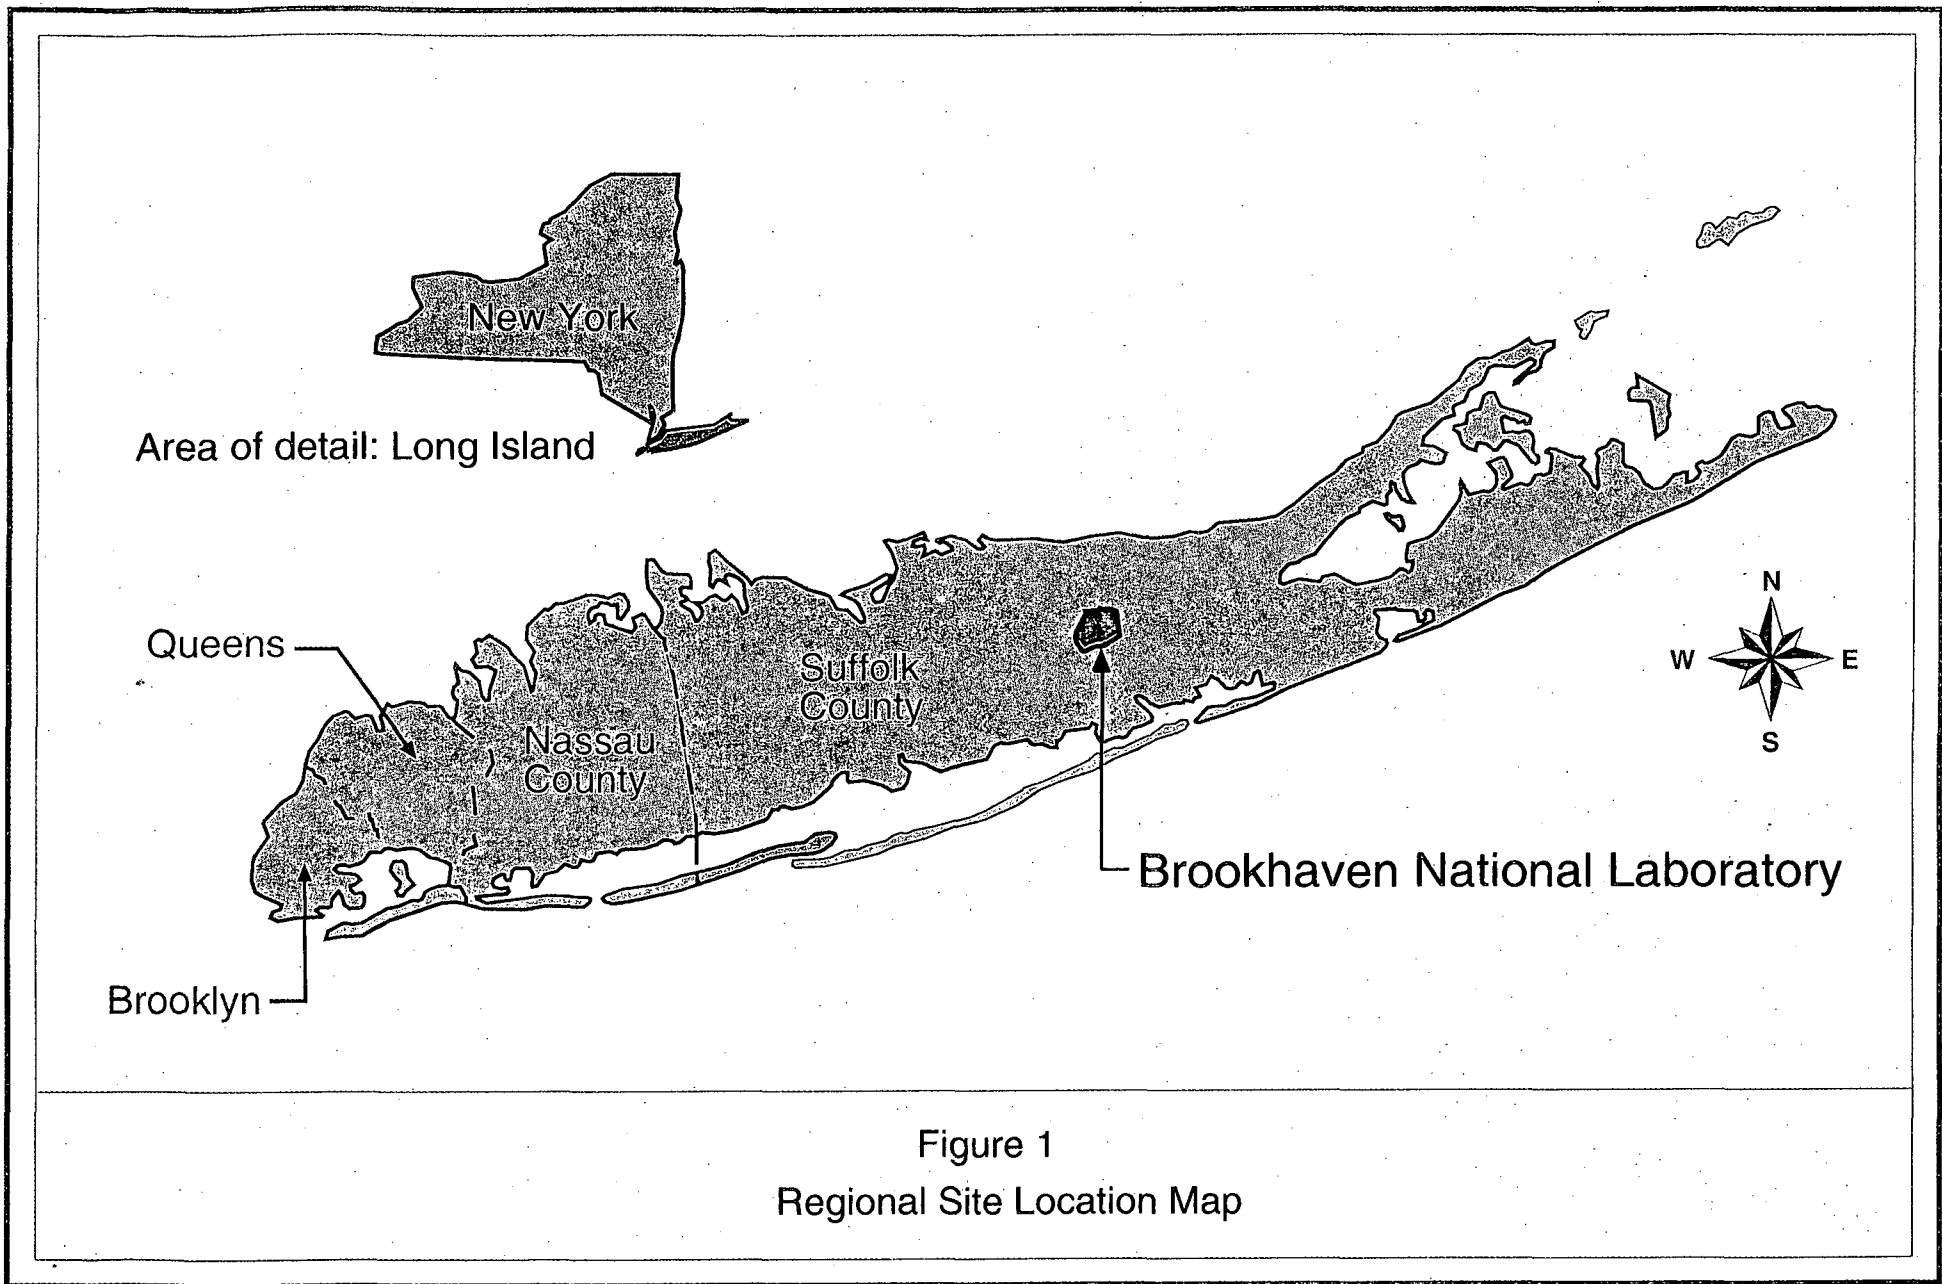 New York
Area of detail: Long Island
Queens
Suffolk
County
Nassau
County
N
W
E
S
Brookhaven National Laboratory
Brooklyn
Figure 1
Regional Site Location Map